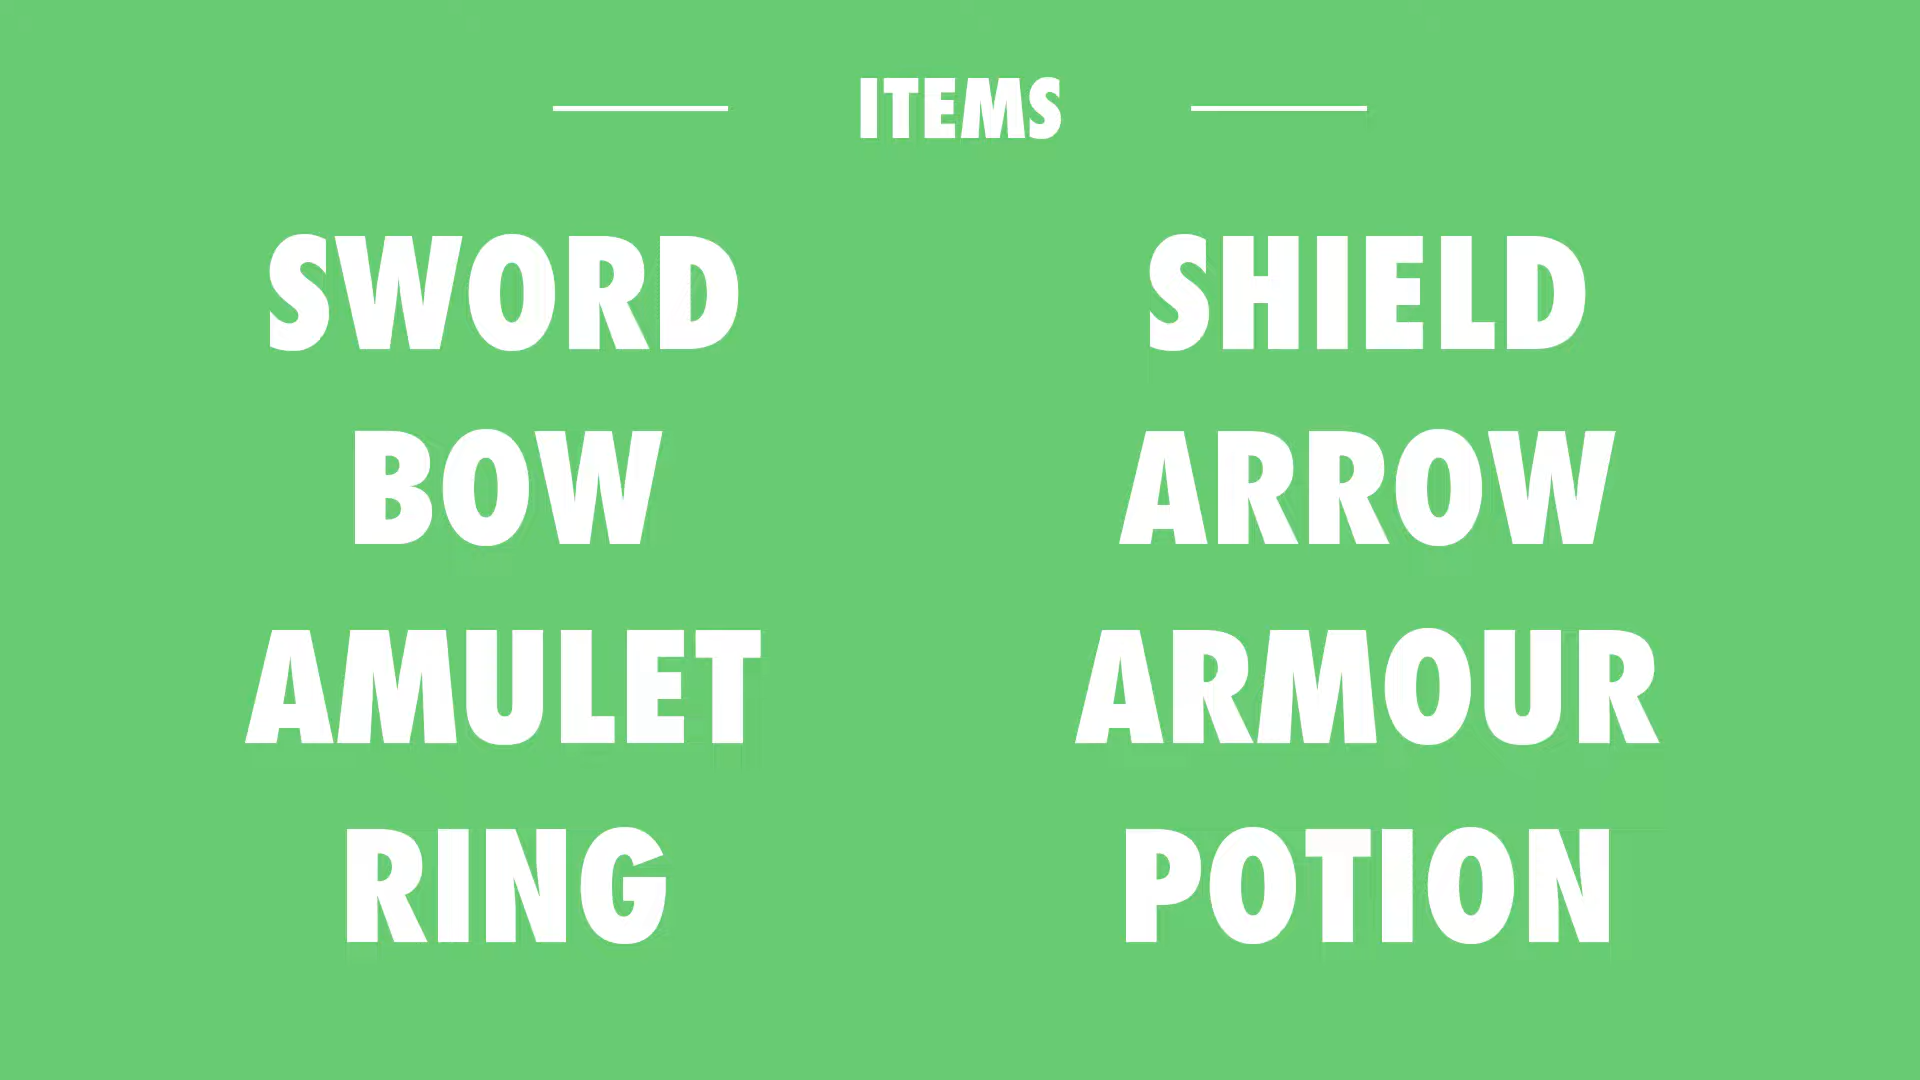 ITEMS
SWORD SHIELD
BOW ARROW
AMULET ARMOUR
RING POTION